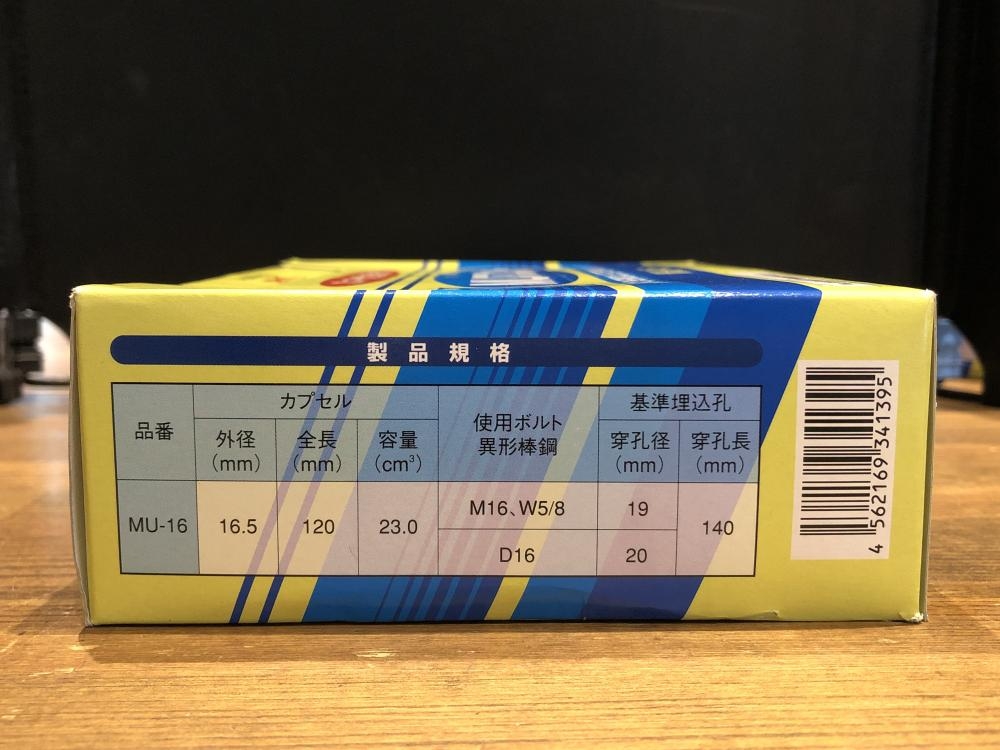 製品規格
品番
カプセル
使用ボルト
異形棒鋼
基準埋込孔
外径
(mm)
全長
(mm)
容量
(cm³)
穿孔径
(mm)
穿孔長
(mm)
MU-16
16.5
120
23.0
M16、W5/8
19
140
D16
20
4 562169 341395